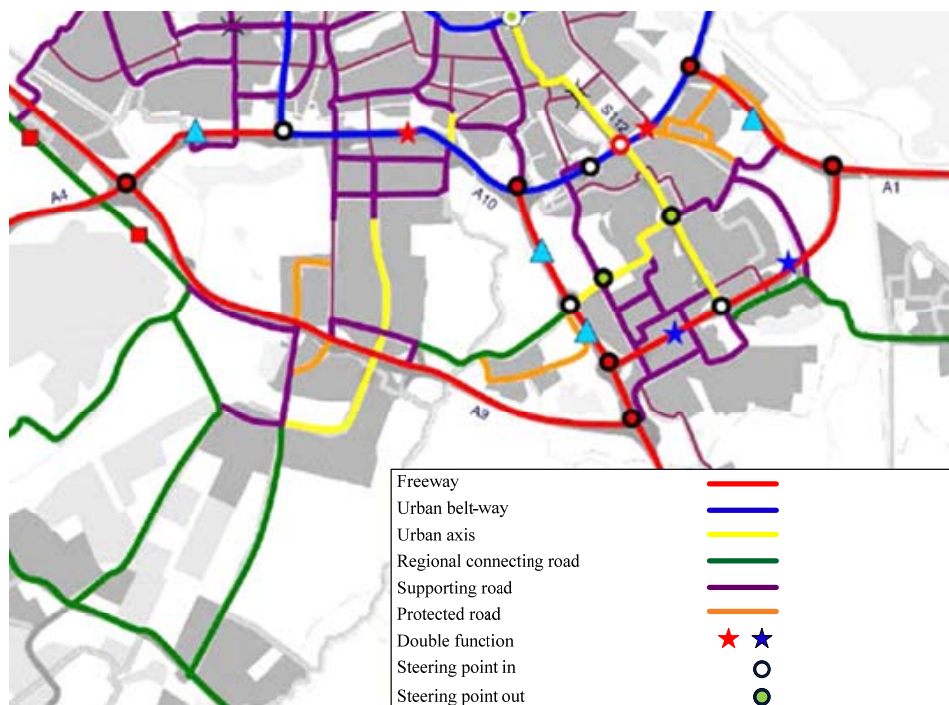 S112
A4
A10
A1
A9
Freeway
Urban belt-way
Urban axis
Regional connecting road
Supporting road
Protected road
Double function
Steering point in
Steering point out